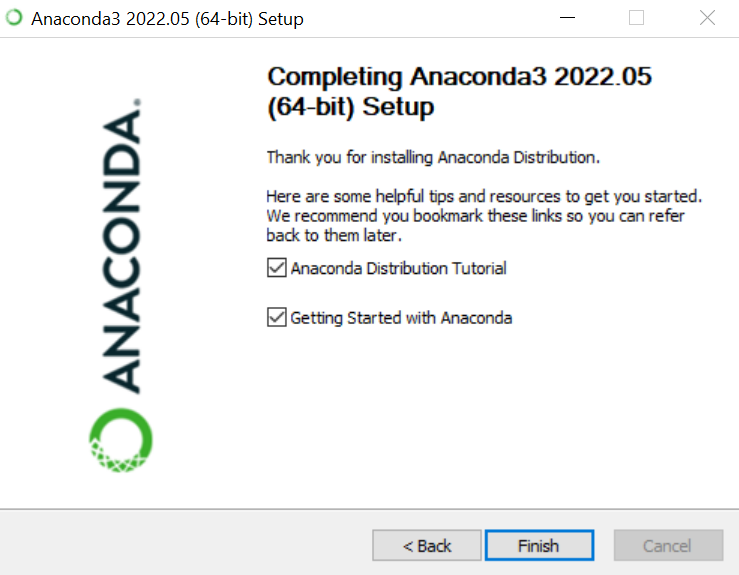 Anaconda3 2022.05 (64-bit) Setup
Completing Anaconda3 2022.05
(64-bit) Setup
Thank you for installing Anaconda Distribution.
Here are some helpful tips and resources to get you started.
We recommend you bookmark these links so you can refer
back to them later.
Anaconda Distribution Tutorial
Getting Started with Anaconda
ANACONDA.
< Back
Finish
Cancel